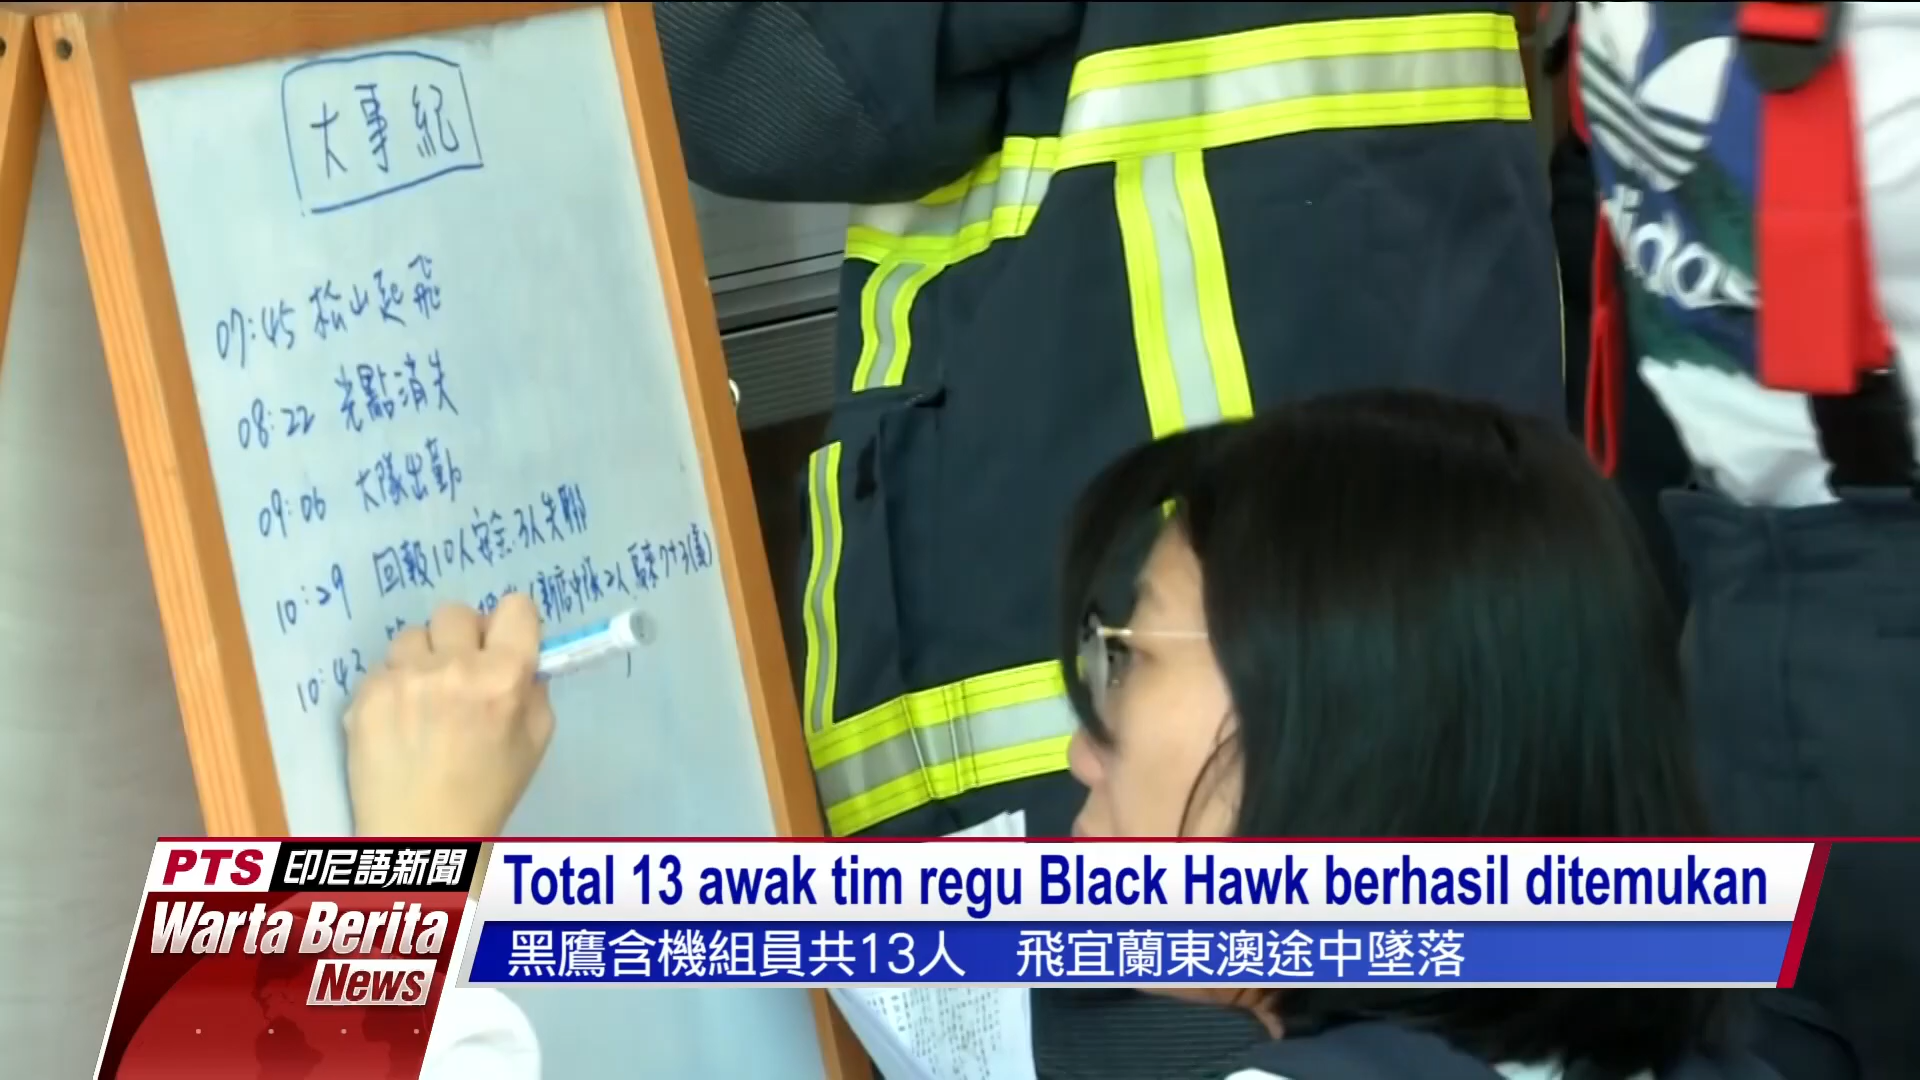 大事紀
07:45 松山起飛
08:22 光點消失
09:06 大隊出勤
10:29 回報10人安全.3人失聯
10:43
adidas
PTS 印尼語新聞
Warta Berita
News
Total 13 awak tim regu Black Hawk berhasil ditemukan
黑鷹含機組員共13人 飛宜蘭東澳途中墜落